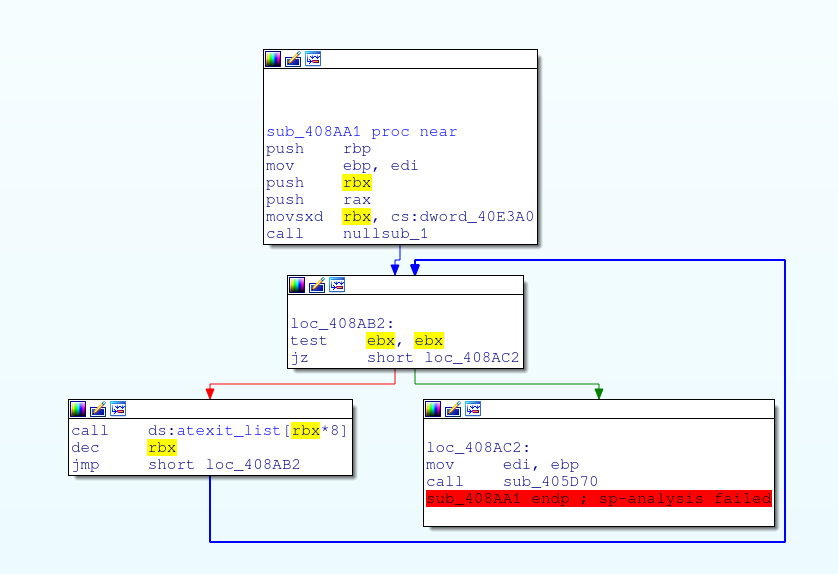 sub_408AA1 proc near
push    rbp
mov     ebp, edi
push    rbx
push    rax
movsxd  rbx, cs:dword_40E3A0
call    nullsub_1
loc_408AB2:
test    ebx, ebx
jz      short loc_408AC2
call    ds:atexit_list[rbx*8]
dec     rbx
jmp     short loc_408AB2
loc_408AC2:
mov     edi, ebp
call    sub_405D70
sub_408AA1 endp ; sp-analysis failed